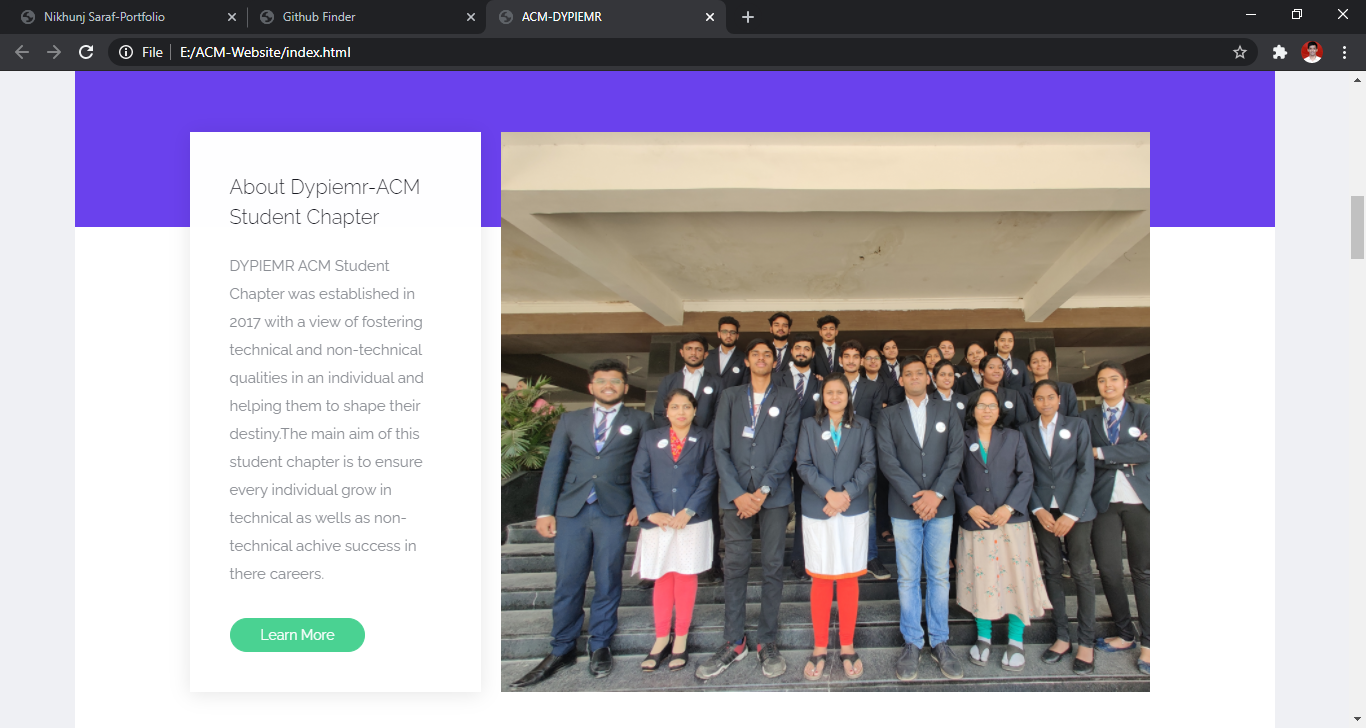 Nikhunj Saraf-Portfolio
Github Finder
ACM-DYPIEMR
File
E:/ACM-Website/index.html
About Dypiemr-ACM
Student Chapter
DYPIEMR ACM Student
Chapter was established in
2017 with a view of fostering
technical and non-technical
qualities in an individual and
helping them to shape their
destiny.The main aim of this
student chapter is to ensure
every individual grow in
technical as wells as non-
technical achive success in
there careers.
Learn More